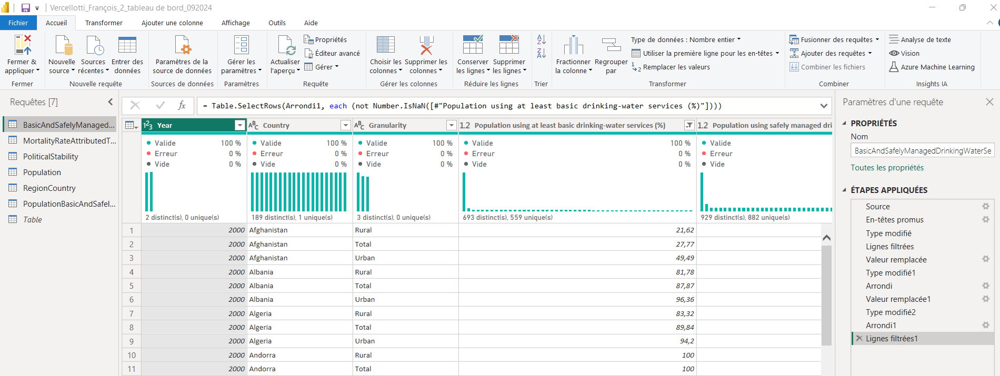 Vercellotti_François_2_tableau de bord_092024
Fichier Accueil Transformer Ajouter une colonne Affichage Outils Aide
Fermer & appliquer
Fermer
Nouvelle source
Sources récentes
Entrer des données
Nouvelle requête
Paramètres de la source de données
Sources de données
Gérer les paramètres
Paramètres
Actualiser l'aperçu
Propriétés
Éditeur avancé
Gérer
Requête
Choisir les colonnes
Supprimer les colonnes
Gérer les colonnes
Conserver les lignes
Supprimer les lignes
Réduire les lignes
Trier
Fractionner la colonne
Regrouper par
Type de données : Nombre entier
Utiliser la première ligne pour les en-têtes
Remplacer les valeurs
Transformer
Fusionner des requêtes
Ajouter des requêtes
Combiner les fichiers
Combiner
Analyse de texte
Vision
Azure Machine Learning
Insights IA
Requêtes [7]
BasicAndSafelyManaged...
MortalityRateAttributedT...
PoliticalStability
Population
RegionCountry
PopulationBasicAndSafel...
Table
fx = Table.SelectRows(Arrondi1, each (not Number.IsNaN([#"Population using at least basic drinking-water services (%)"])))
1²3 Year ABC Country ABC Granularity 1.2 Population using at least basic drinking-water services (%) 1.2 Population using safely managed dri
Valide 100 % Valide 100 % Valide 100 % Valide 100 % Valide
Erreur 0 % Erreur 0 % Erreur 0 % Erreur 0 % Erreur
Vide 0 % Vide 0 % Vide 0 % Vide 0 % Vide
2 distinct(s), 0 unique(s) 189 distinct(s), 1 unique(s) 3 distinct(s), 0 unique(s) 693 distinct(s), 559 unique(s) 929 distinct(s), 882 unique(s)
1 2000 Afghanistan Rural 21,62
2 2000 Afghanistan Total 27,77
3 2000 Afghanistan Urban 49,49
4 2000 Albania Rural 81,78
5 2000 Albania Total 87,87
6 2000 Albania Urban 96,36
7 2000 Algeria Rural 83,32
8 2000 Algeria Total 89,84
9 2000 Algeria Urban 94,2
10 2000 Andorra Rural 100
11 2000 Andorra Total 100
Paramètres d'une requête
PROPRIÉTÉS
Nom
BasicAndSafelyManagedDrinkingWaterSe
Toutes les propriétés
ÉTAPES APPLIQUÉES
Source
En-têtes promus
Type modifié
Lignes filtrées
Valeur remplacée
Type modifié1
Arrondi
Valeur remplacée1
Type modifié2
Arrondi1
Lignes filtrées1